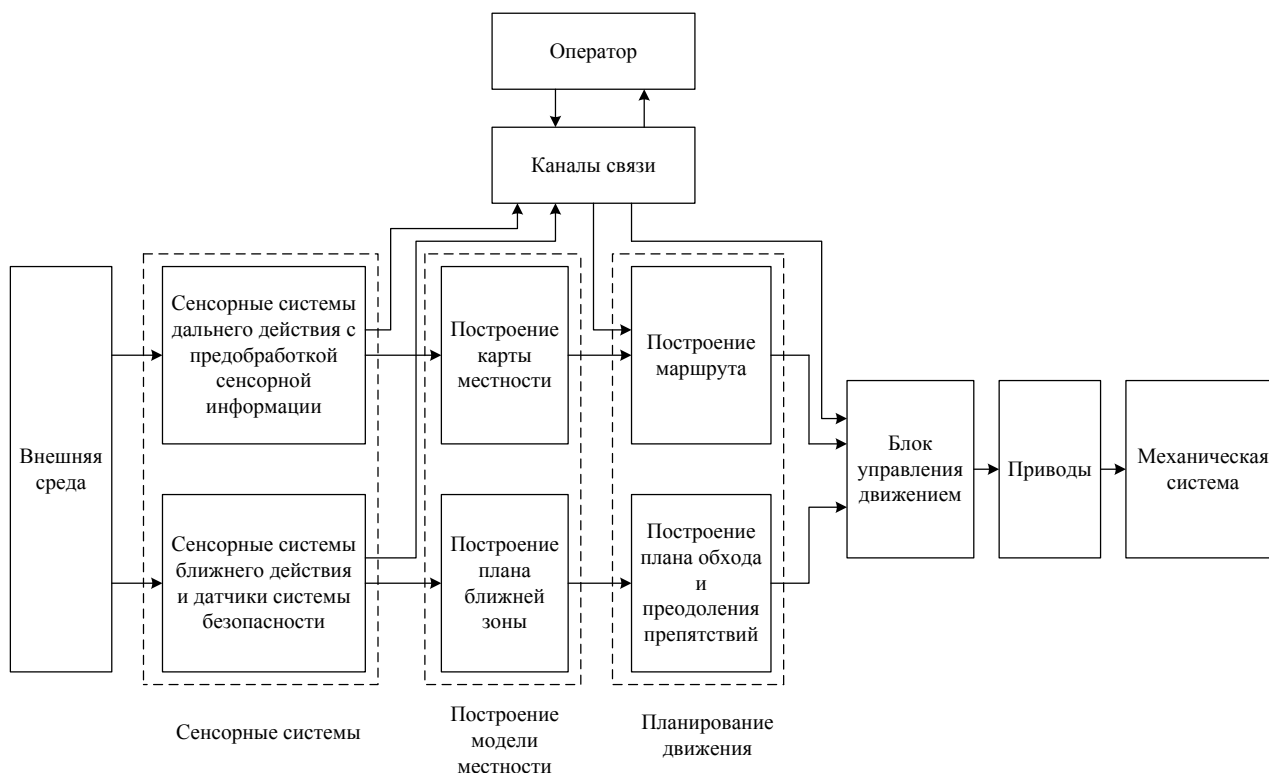 Оператор
Каналы связи
Внешняя
среда
Сенсорные системы
дальнего действия с
предобработкой
сенсорной
информации
Построение
карты
местности
Построение
маршрута
Сенсорные системы
ближнего действия
и датчики системы
безопасности
Построение
плана
ближней
зоны
Построение
плана обхода
и
преодоления
препятствий
Блок
управления
движением
Приводы
Механическая
система
Сенсорные системы
Построение
модели
местности
Планирование
движения